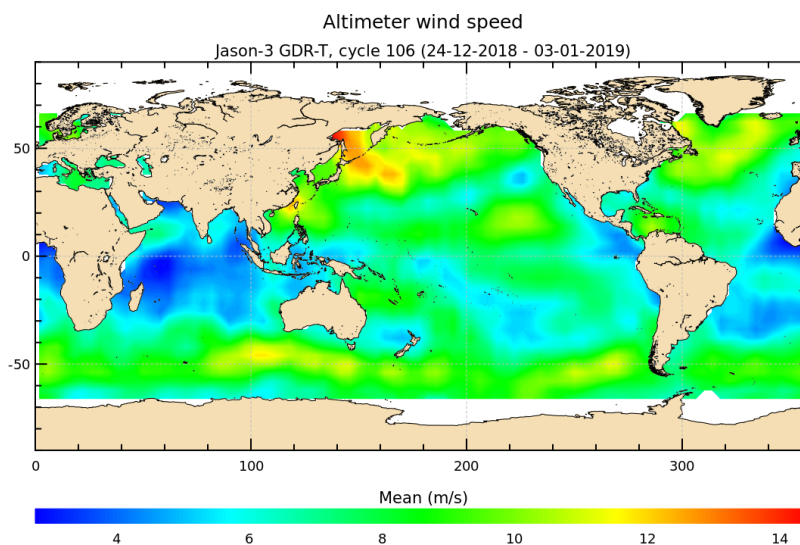 Altimeter wind speed
Jason-3 GDR-T, cycle 106 (24-12-2018 - 03-01-2019)
50
0
-50
0 100 200 300
Mean (m/s)
4 6 8 10 12 14